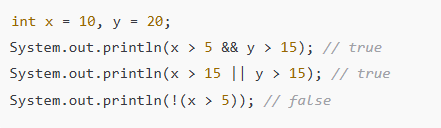 int x = 10, y = 20;
System.out.println(x > 5 && y > 15); // true
System.out.println(x > 15 || y > 15); // true
System.out.println(!(x > 5)); // false